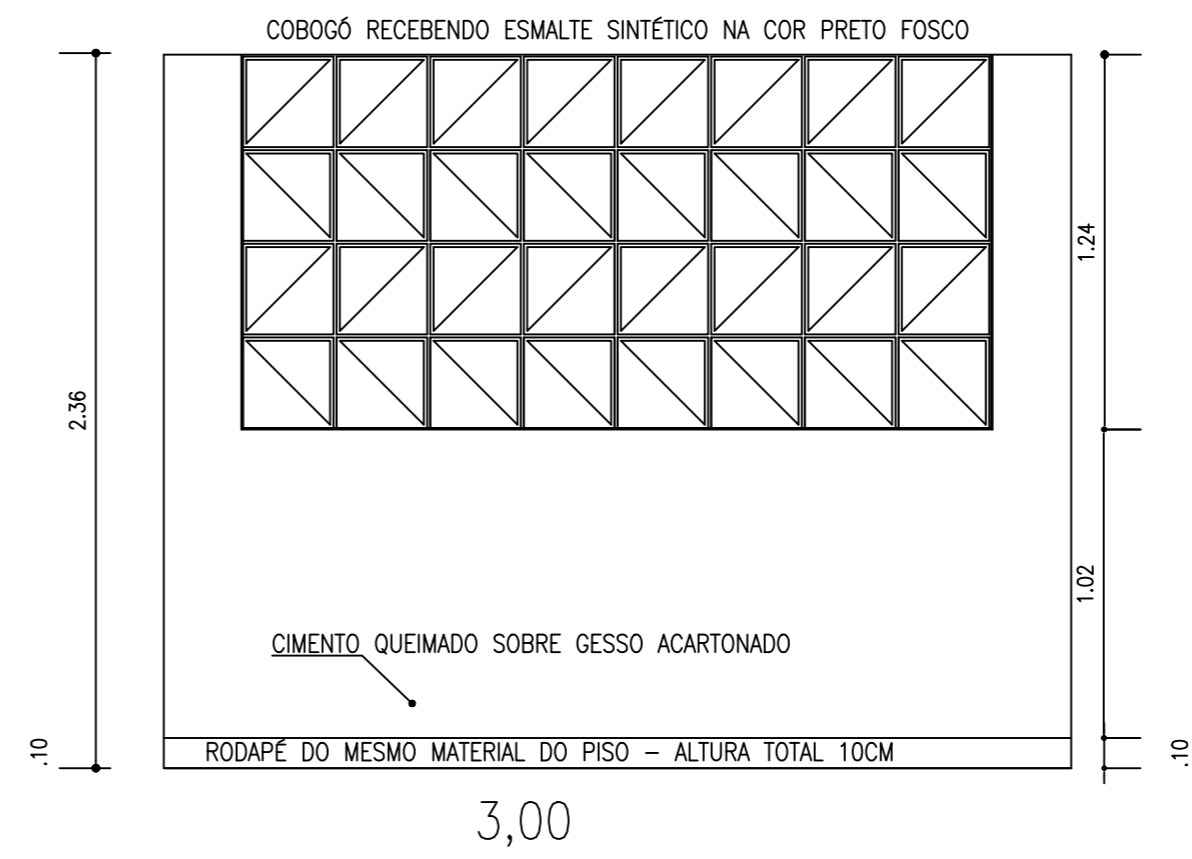 COBOGÓ RECEBENDO ESMALTE SINTÉTICO NA COR PRETO FOSCO
1.24
2.36
1.02
CIMENTO QUEIMADO SOBRE GESSO ACARTONADO
.10
RODAPÉ DO MESMO MATERIAL DO PISO – ALTURA TOTAL 10CM
.10
3,00